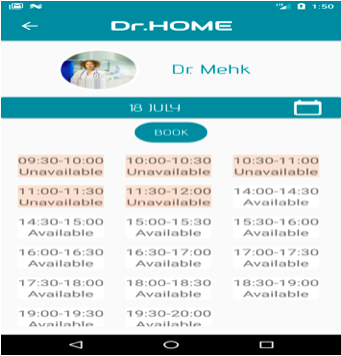 1:50
Dr.HOME
Dr. Mehk
18 JULY
BOOK
09:30-10:00 10:00-10:30 10:30-11:00
Unavailable Unavailable Unavailable
11:00-11:30 11:30-12:00 14:00-14:30
Unavailable Unavailable Available
14:30-15:00 15:00-15:30 15:30-16:00
Available Available Available
16:00-16:30 16:30-17:00 17:00-17:30
Available Available Available
17:30-18:00 18:00-18:30 18:30-19:00
Available Available Available
19:00-19:30 19:30-20:00
Available Available